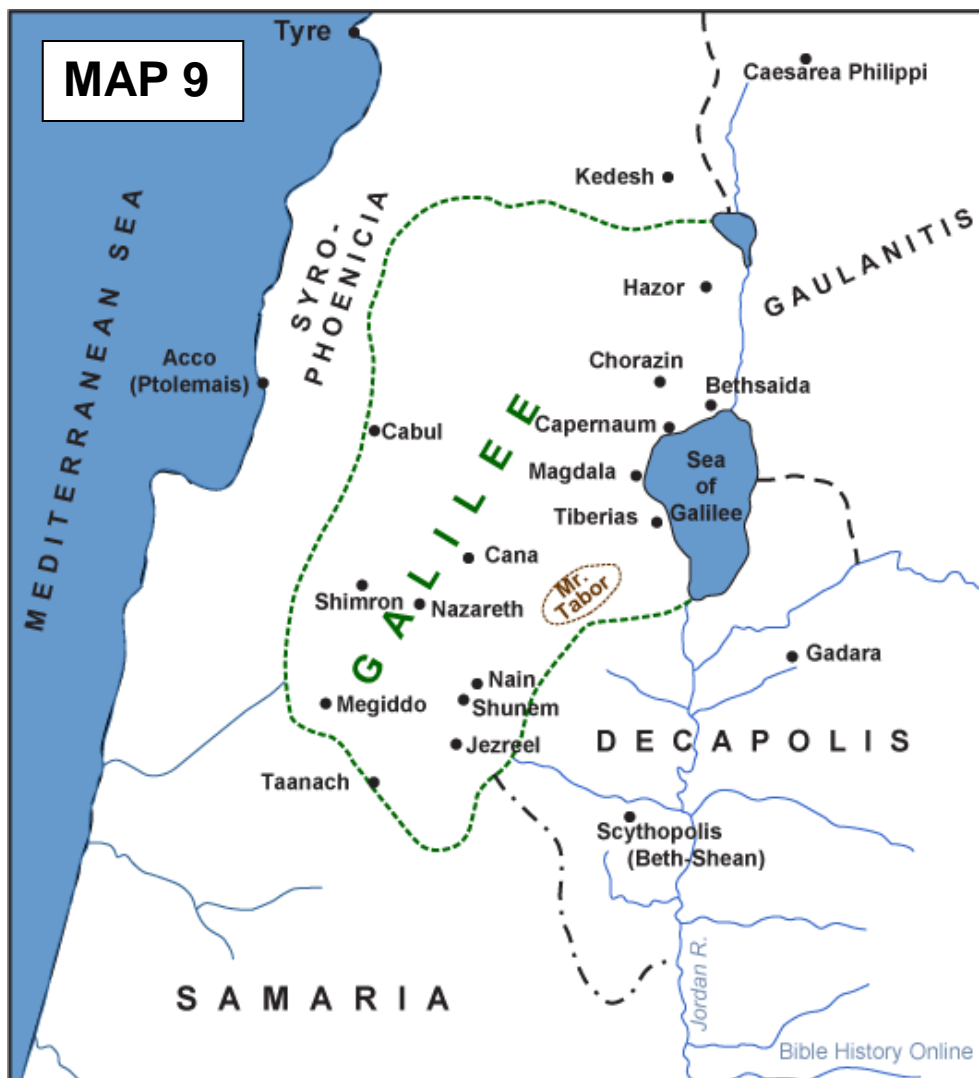 MAP 9
Tyre
Caesarea Philippi
Kedesh
MEDITERRANEAN SEA
SYRO-
PHOENICIA
GAULANITIS
Hazor
Acco
(Ptolemais)
Chorazin
Bethsaida
Cabul
Capernaum
GALILEE
Magdala
Sea
of
Galilee
Tiberias
Cana
Mr.
Tabor
Shimron
Nazareth
Gadara
Nain
Megiddo
Shunem
Jezreel
DECAPOLIS
Taanach
Scythopolis
(Beth-Shean)
Jordan R.
SAMARIA
Bible History Online